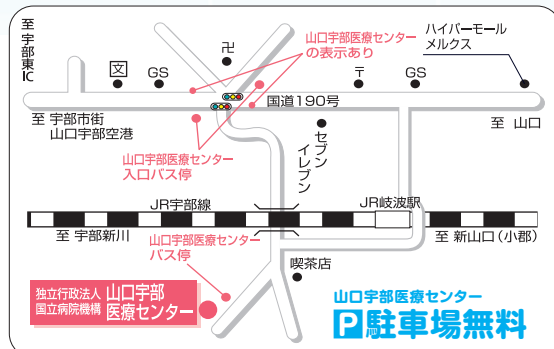 至 宇部東IC
文
GS
卍
山口宇部医療センター
の表示あり
〒
GS
ハイパーモール
メルクス
国道190号
至 宇部市街
山口宇部空港
至 山口
山口宇部医療センター
入口バス停
セブン
イレブン
JR宇部線
JR岐波駅
至 宇部新川
山口宇部医療センター
バス停
至 新山口（小郡）
喫茶店
独立行政法人
国立病院機構
山口宇部
医療センター
山口宇部医療センター
P駐車場無料